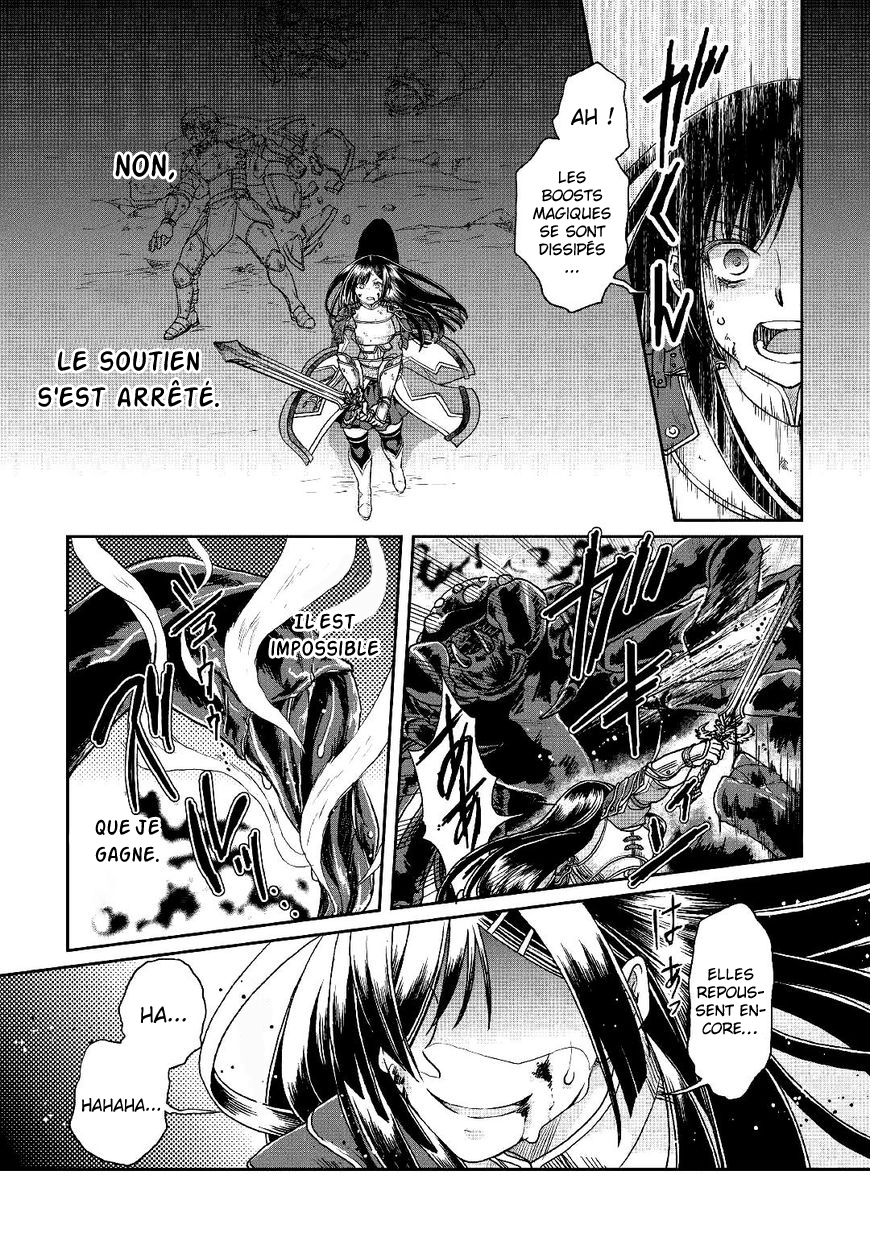 AH !
LES
BOOSTS
MAGIQUES
SE SONT
DISSIPÉS
...
NON,
LE SOUTIEN
S'EST ARRÊTÉ.
IL EST
IMPOSSIBLE
QUE JE
GAGNE.
ELLES
REPOUS-
SENT EN-
CORE...
HA...
HAHAHA...